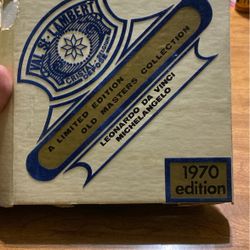 VAL St-LAMBERT
CRISTAL
A LIMITED EDITION
OLD MASTERS COLLECTION
LEONARDO DA VINCI
MICHELANGELO
1970
edition